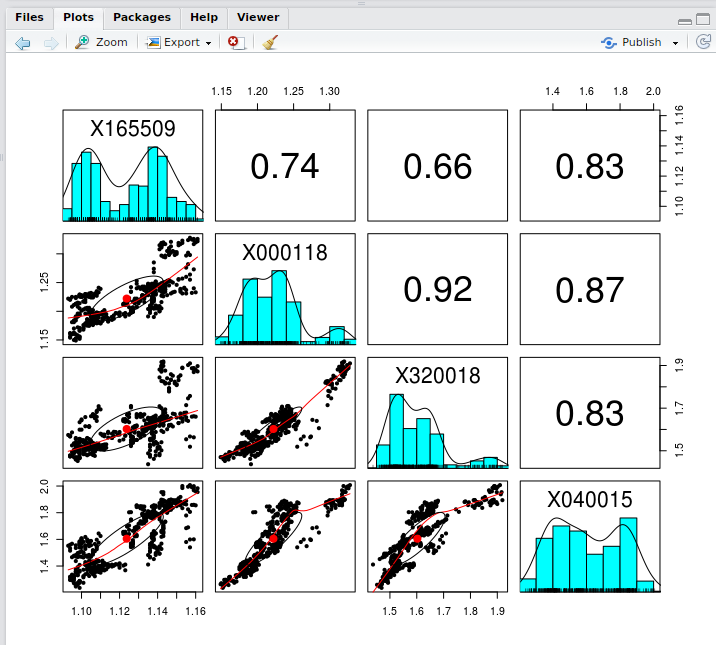 Files Plots Packages Help Viewer
Zoom Export Publish
1.15 1.20 1.25 1.30 1.4 1.6 1.8 2.0
X165509 0.74 0.66 0.83
1.10 1.12 1.14 1.16
X000118 0.92 0.87
1.15 1.25
X320018 0.83
1.5 1.7 1.9
X040015
1.4 1.6 1.8 2.0
1.10 1.12 1.14 1.16 1.5 1.6 1.7 1.8 1.9